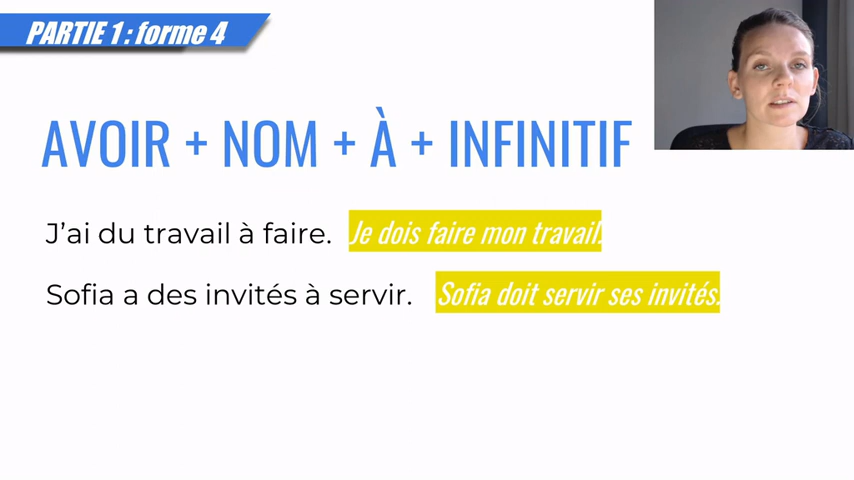 PARTIE 1 : forme 4
AVOIR + NOM + À + INFINITIF
J'ai du travail à faire. Je dois faire mon travail.
Sofia a des invités à servir. Sofia doit servir ses invités.